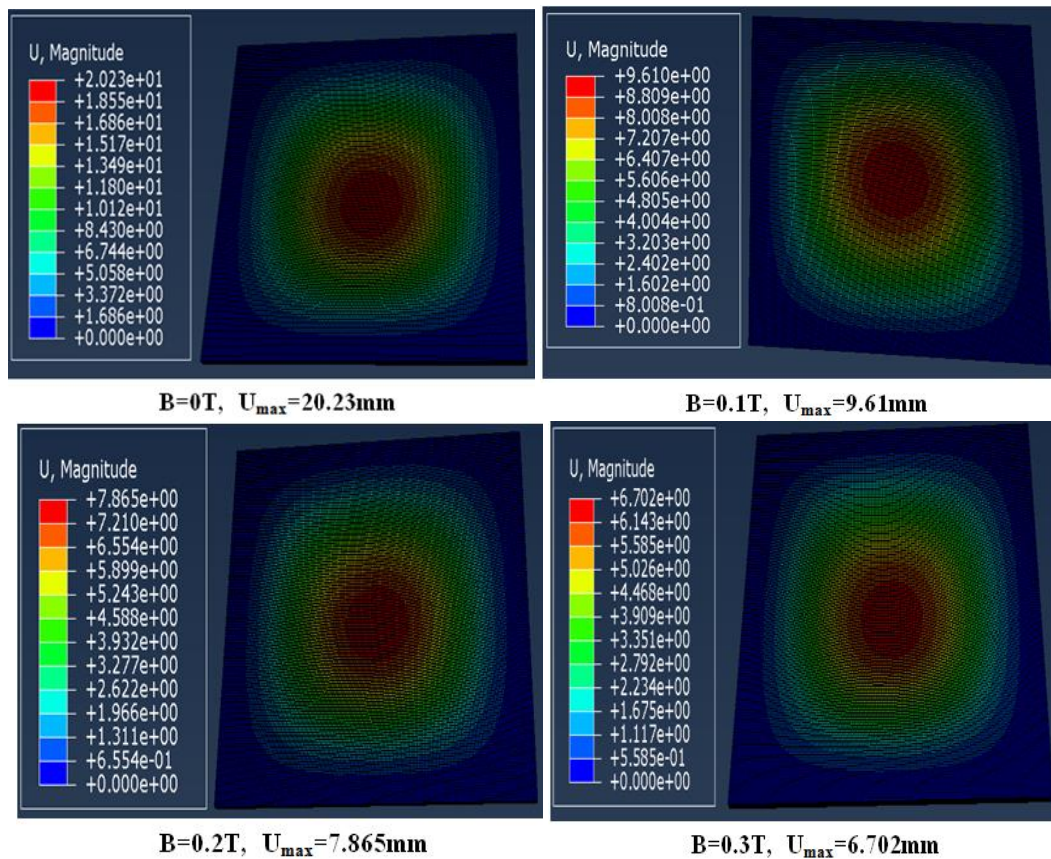 U, Magnitude
+2.023e+01
+1.855e+01
+1.686e+01
+1.517e+01
+1.349e+01
+1.180e+01
+1.012e+01
+8.430e+00
+6.744e+00
+5.058e+00
+3.372e+00
+1.686e+00
+0.000e+00
B=0T, Umax=20.23mm
U, Magnitude
+9.610e+00
+8.809e+00
+8.008e+00
+7.207e+00
+6.407e+00
+5.606e+00
+4.805e+00
+4.004e+00
+3.203e+00
+2.402e+00
+1.602e+00
+8.008e-01
+0.000e+00
B=0.1T, Umax=9.61mm
U, Magnitude
+7.865e+00
+7.210e+00
+6.554e+00
+5.899e+00
+5.243e+00
+4.588e+00
+3.932e+00
+3.277e+00
+2.622e+00
+1.966e+00
+1.311e+00
+6.554e-01
+0.000e+00
B=0.2T, Umax=7.865mm
U, Magnitude
+6.702e+00
+6.143e+00
+5.585e+00
+5.026e+00
+4.468e+00
+3.909e+00
+3.351e+00
+2.792e+00
+2.234e+00
+1.675e+00
+1.117e+00
+5.585e-01
+0.000e+00
B=0.3T, Umax=6.702mm